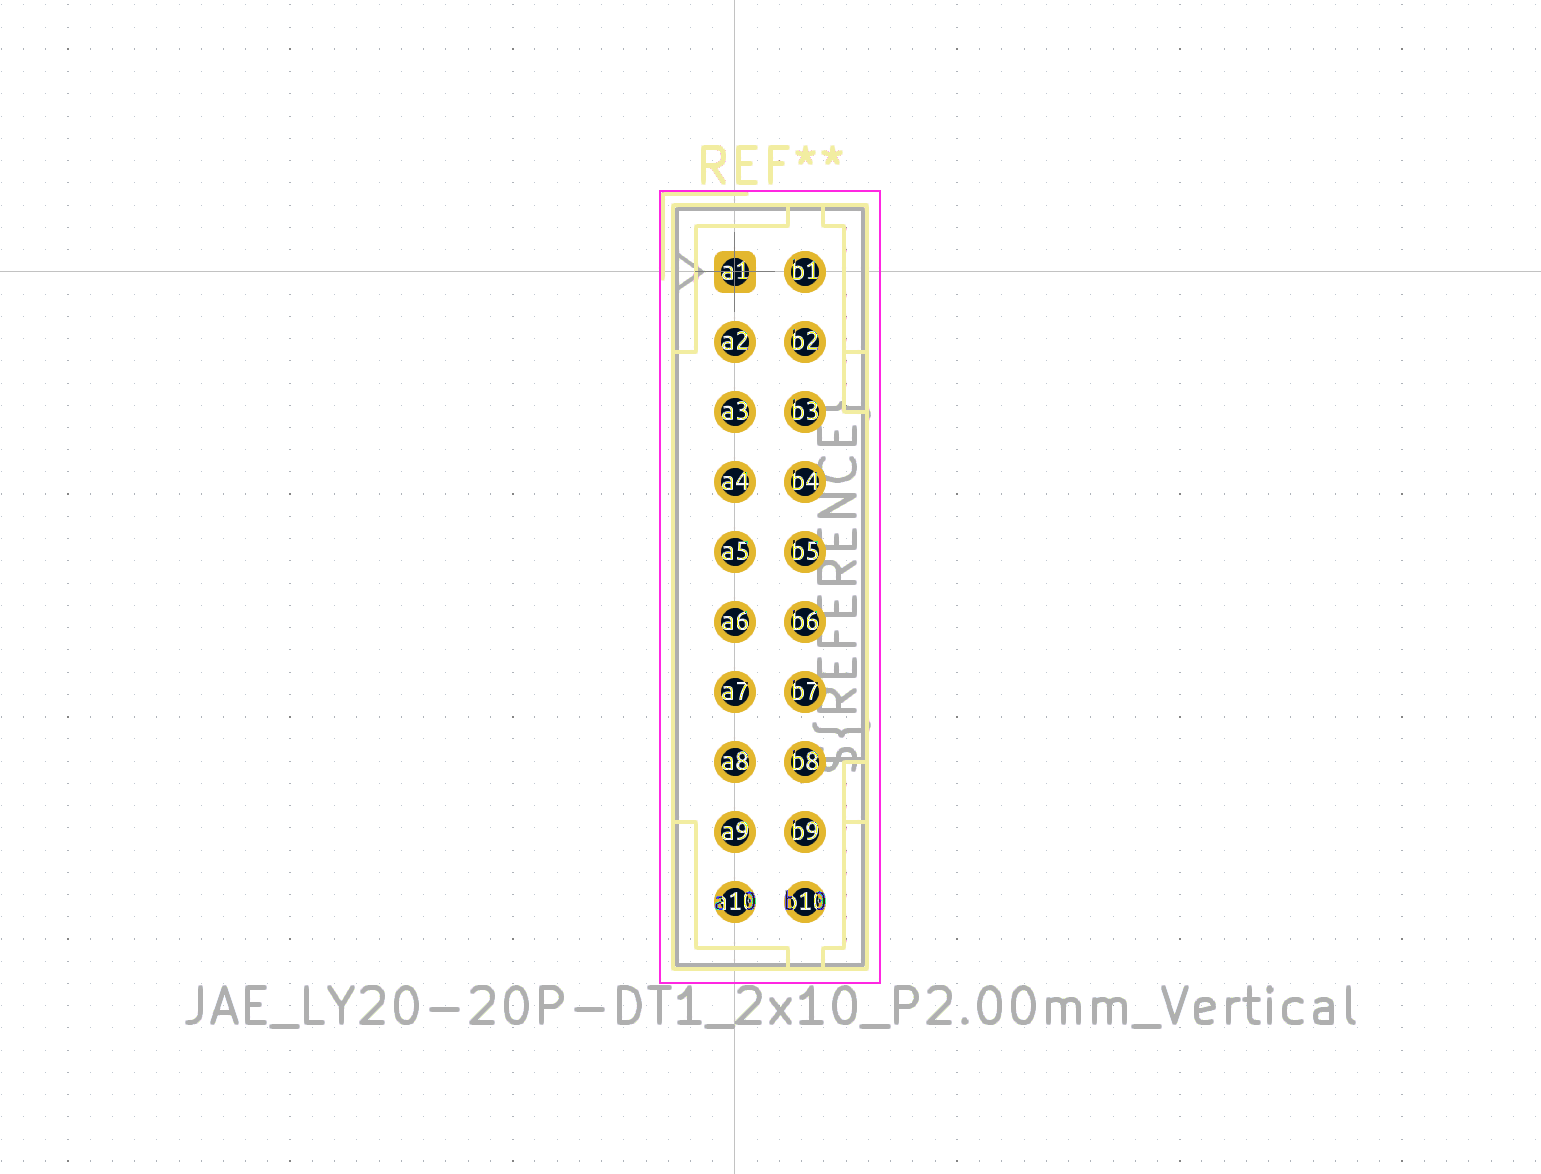 REF**
a1 b1
a2 b2
a3 b3
a4 b4
a5 b5
a6 b6
a7 b7
a8 b8
a9 b9
a10 b10
${REFERENCE}
JAE_LY20-20P-DT1_2x10_P2.00mm_Vertical